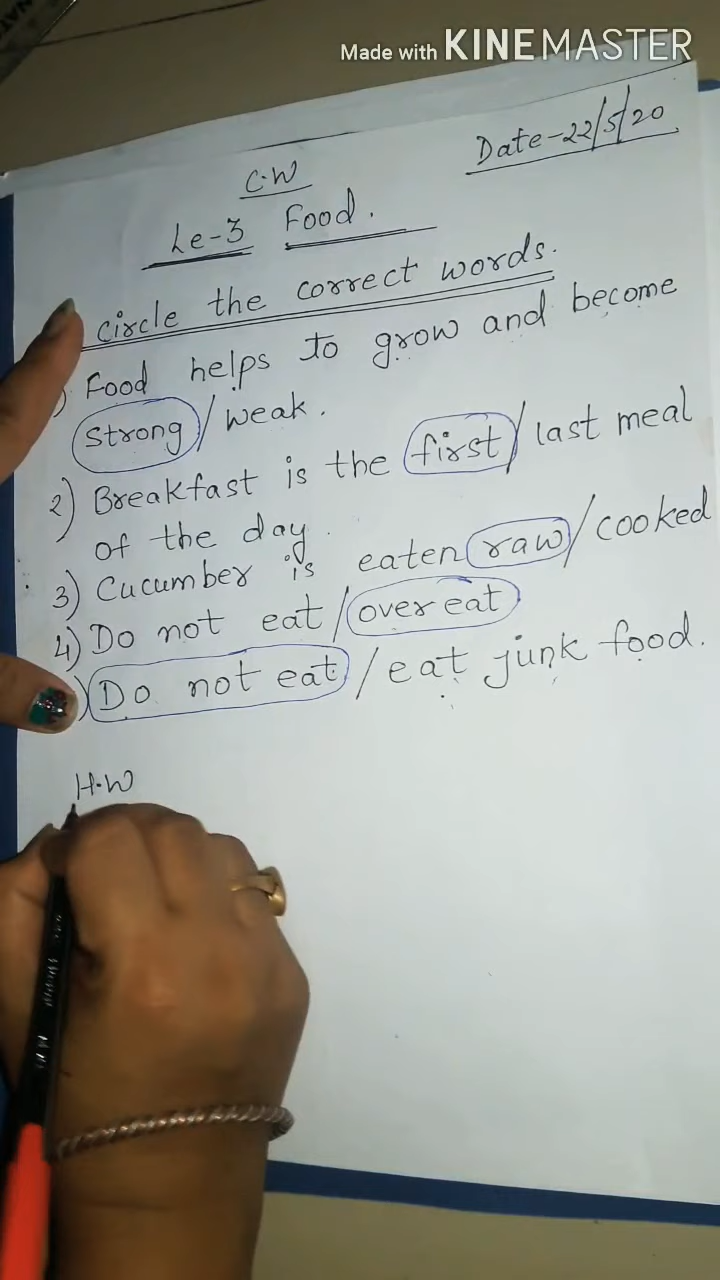 Made with KINEMASTER
Date-22/5/20
C.W
Le-3 Food.
circle the correct words.
) Food helps to grow and become
strong/weak.
2) Breakfast is the first/last meal
of the day.
3) Cucumber is eaten raw/cooked
4) Do not eat/over eat
) Do not eat/eat junk food.
H.W